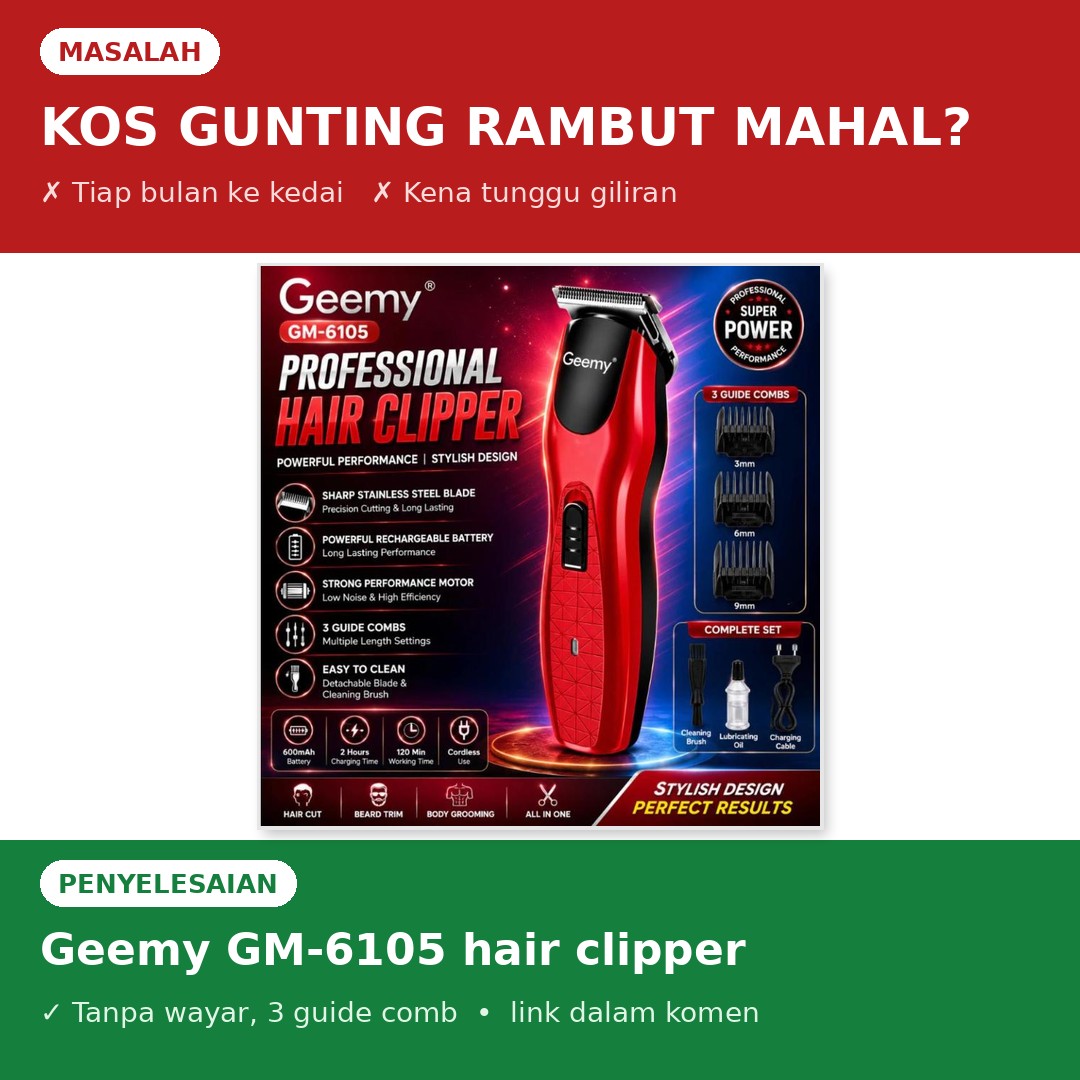 MASALAH
KOS GUNTING RAMBUT MAHAL?
✗ Tiap bulan ke kedai ✗ Kena tunggu giliran
Geemy®
GM-6105
PROFESSIONAL
HAIR CLIPPER
POWERFUL PERFORMANCE | STYLISH DESIGN
SHARP STAINLESS STEEL BLADE
Precision Cutting & Long Lasting
POWERFUL RECHARGEABLE BATTERY
Long Lasting Performance
STRONG PERFORMANCE MOTOR
Low Noise & High Efficiency
3 GUIDE COMBS
Multiple Length Settings
EASY TO CLEAN
Detachable Blade &
Cleaning Brush
600mAh
Battery
2 Hours
Charging Time
120 Min
Working Time
Cordless
Use
HAIR CUT
BEARD TRIM
BODY GROOMING
ALL IN ONE
Geemy®
PROFESSIONAL
SUPER
POWER
PERFORMANCE
3 GUIDE COMBS
3mm
6mm
9mm
COMPLETE SET
Cleaning
Brush
Lubricating
Oil
Charging
Cable
STYLISH DESIGN
PERFECT RESULTS
PENYELESAIAN
Geemy GM-6105 hair clipper
✓ Tanpa wayar, 3 guide comb • link dalam komen